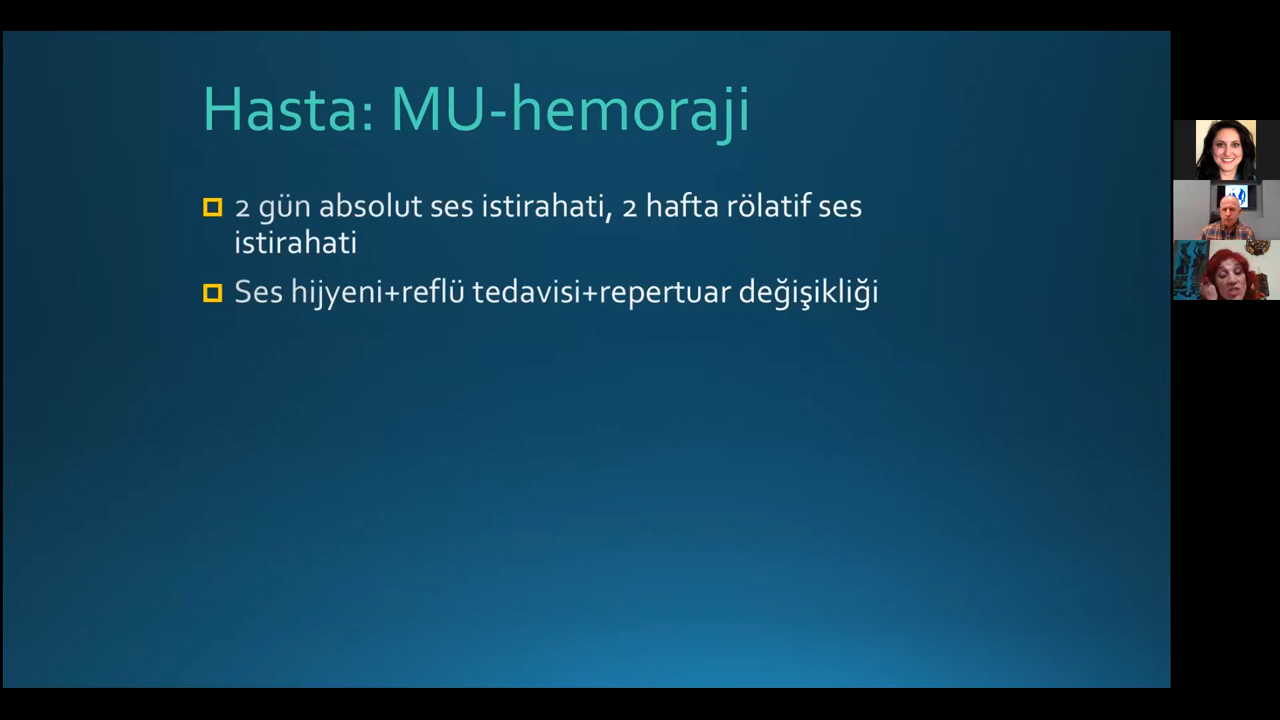 Hasta: MU-hemoraji
2 gün absolut ses istirahati, 2 hafta rölatif ses
istirahati
Ses hijyeni+reflü tedavisi+repertuar değişikliği